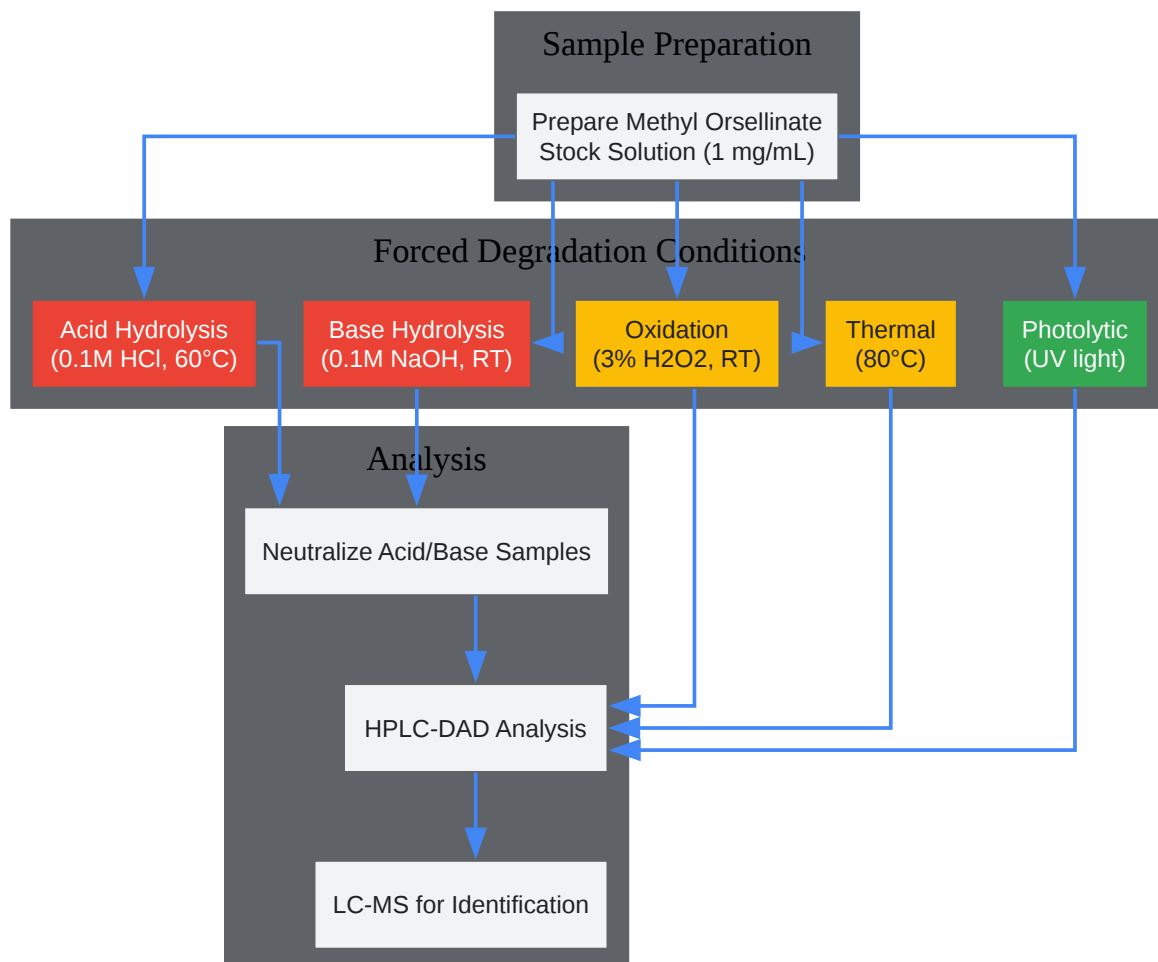 Sample Preparation
Prepare Methyl Orsellinate
Stock Solution (1 mg/mL)
Forced Degradation Conditions
Acid Hydrolysis
(0.1M HCl, 60°C)
Base Hydrolysis
(0.1M NaOH, RT)
Oxidation
(3% H2O2, RT)
Thermal
(80°C)
Photolytic
(UV light)
Analysis
Neutralize Acid/Base Samples
HPLC-DAD Analysis
LC-MS for Identification